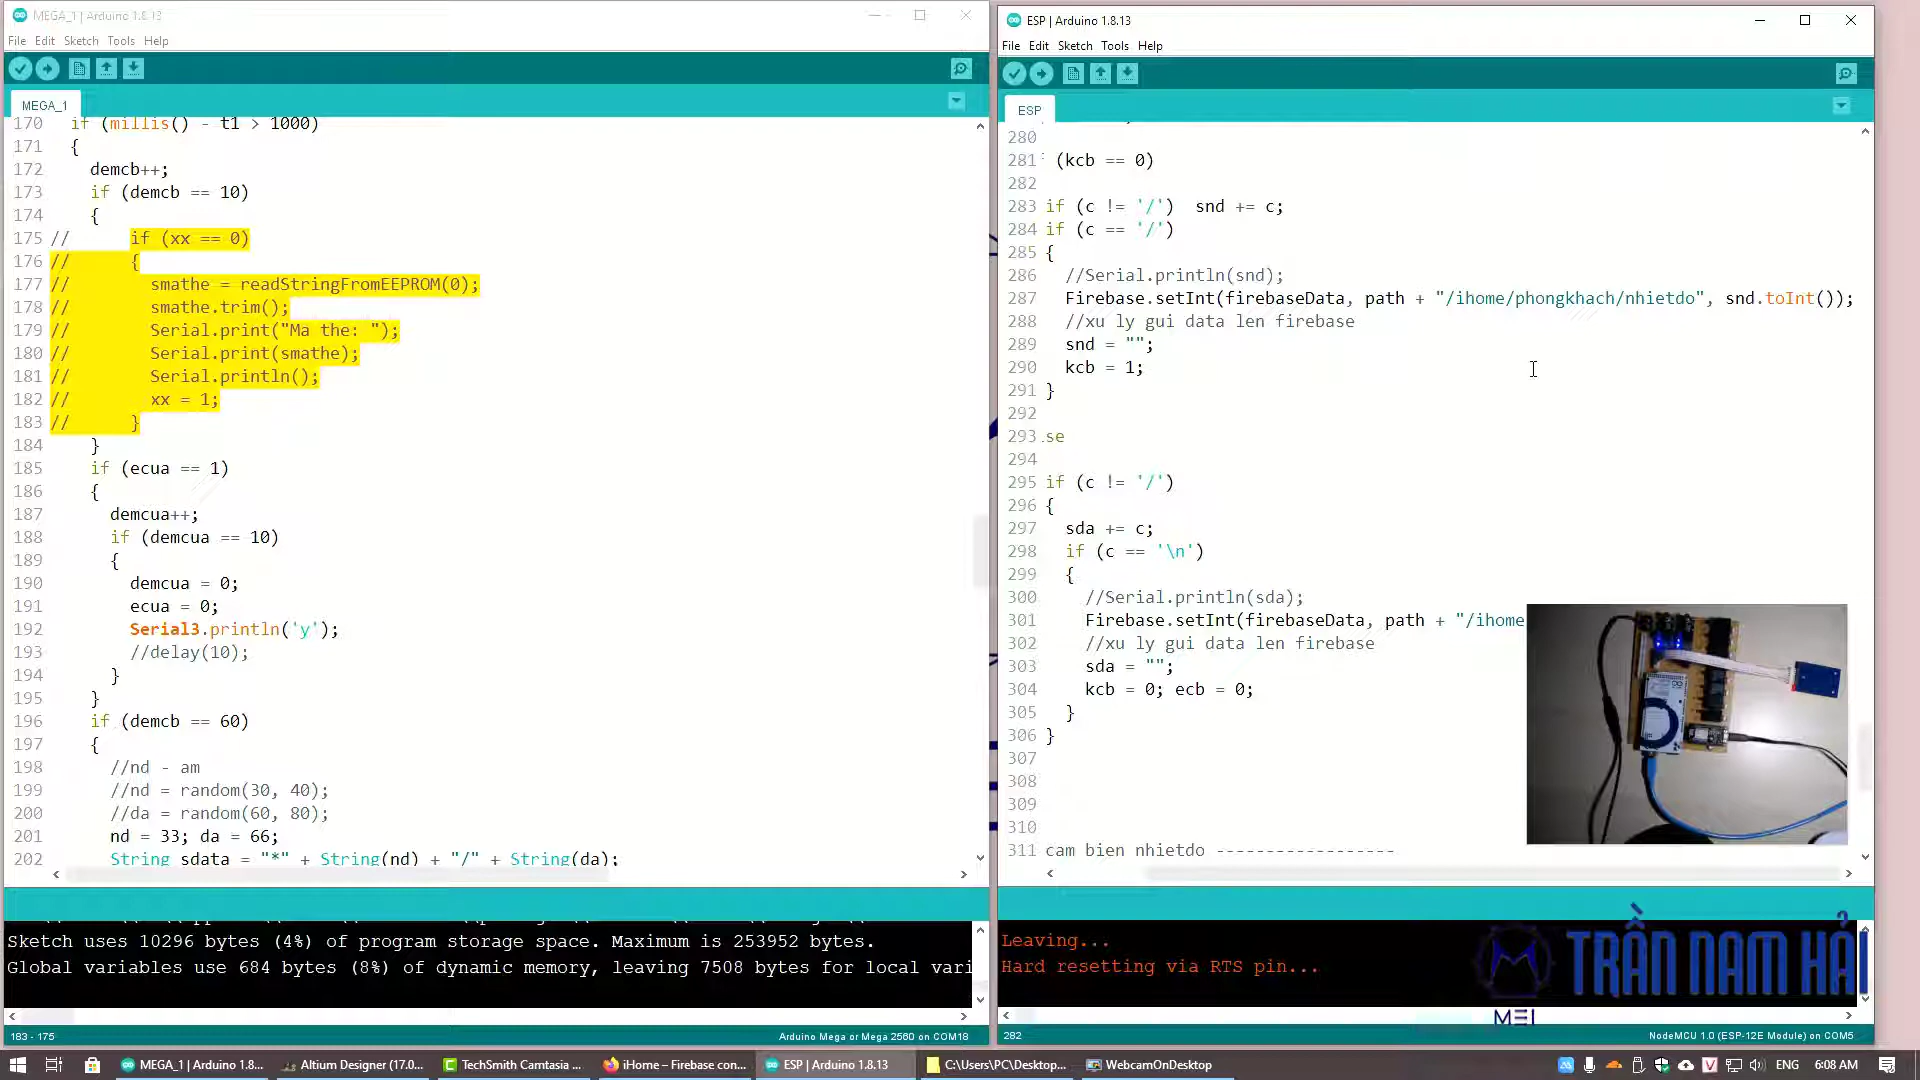 MEGA_1 | Arduino 1.8.13
File Edit Sketch Tools Help
MEGA_1
170 if (millis() - t1 > 1000)
171 {
172 demcb++;
173 if (demcb == 10)
174 {
175 // if (xx == 0)
176 // {
177 // smathe = readStringFromEEPROM(0);
178 // smathe.trim();
179 // Serial.print("Ma the: ");
180 // Serial.print(smathe);
181 // Serial.println();
182 // xx = 1;
183 // }
184 }
185 if (ecua == 1)
186 {
187 demcua++;
188 if (demcua == 10)
189 {
190 demcua = 0;
191 ecua = 0;
192 Serial3.println('y');
193 //delay(10);
194 }
195 }
196 if (demcb == 60)
197 {
198 //nd - am
199 //nd = random(30, 40);
200 //da = random(60, 80);
201 nd = 33; da = 66;
202 String sdata = "*" + String(nd) + "/" + String(da);
Sketch uses 10296 bytes (4%) of program storage space. Maximum is 253952 bytes.
Global variables use 684 bytes (8%) of dynamic memory, leaving 7508 bytes for local vari
183 - 175
Arduino Mega or Mega 2560 on COM18
ESP | Arduino 1.8.13
File Edit Sketch Tools Help
ESP
280
281 (kcb == 0)
282
283 if (c != '/') snd += c;
284 if (c == '/')
285 {
286 //Serial.println(snd);
287 Firebase.setInt(firebaseData, path + "/ihome/phongkhach/nhietdo", snd.toInt());
288 //xu ly gui data len firebase
289 snd = "";
290 kcb = 1;
291 }
292
293 se
294
295 if (c != '/')
296 {
297 sda += c;
298 if (c == '\n')
299 {
300 //Serial.println(sda);
301 Firebase.setInt(firebaseData, path + "/ihome
302 //xu ly gui data len firebase
303 sda = "";
304 kcb = 0; ecb = 0;
305 }
306 }
307
308
309
310
311 cam bien nhietdo ------------------
Leaving...
Hard resetting via RTS pin...
TRẦN NAM HẢI
MEI
282
NodeMCU 1.0 (ESP-12E Module) on COM5
MEGA_1 | Arduino 1.8...
Altium Designer (17.0...
TechSmith Camtasia ...
iHome – Firebase con...
ESP | Arduino 1.8.13
C:\Users\PC\Desktop...
WebcamOnDesktop
ENG
6:08 AM